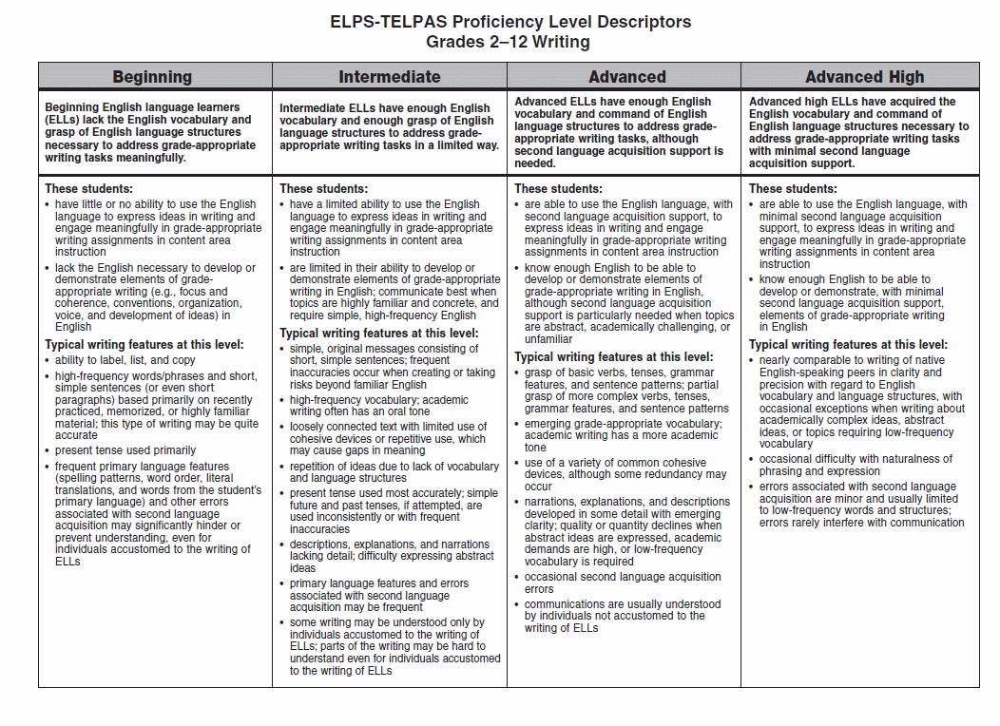 ELPS-TELPAS Proficiency Level Descriptors
Grades 2–12 Writing
Beginning
Intermediate
Advanced
Advanced High
Beginning English language learners
(ELLs) lack the English vocabulary and
grasp of English language structures
necessary to address grade-appropriate
writing tasks meaningfully.
Intermediate ELLs have enough English
vocabulary and enough grasp of English
language structures to address grade-
appropriate writing tasks in a limited way.
Advanced ELLs have enough English
vocabulary and command of English
language structures to address grade-
appropriate writing tasks, although
second language acquisition support is
needed.
Advanced high ELLs have acquired the
English vocabulary and command of
English language structures necessary to
address grade-appropriate writing tasks
with minimal second language
acquisition support.
These students:
• have little or no ability to use the English
language to express ideas in writing and
engage meaningfully in grade-appropriate
writing assignments in content area
instruction
• lack the English necessary to develop or
demonstrate elements of grade-
appropriate writing (e.g., focus and
coherence, conventions, organization,
voice, and development of ideas) in
English
Typical writing features at this level:
• ability to label, list, and copy
• high-frequency words/phrases and short,
simple sentences (or even short
paragraphs) based primarily on recently
practiced, memorized, or highly familiar
material; this type of writing may be quite
accurate
• present tense used primarily
• frequent primary language features
(spelling patterns, word order, literal
translations, and words from the student's
primary language) and other errors
associated with second language
acquisition may significantly hinder or
prevent understanding, even for
individuals accustomed to the writing of
ELLs
These students:
• have a limited ability to use the English
language to express ideas in writing and
engage meaningfully in grade-appropriate
writing assignments in content area
instruction
• are limited in their ability to develop or
demonstrate elements of grade-appropriate
writing in English; communicate best when
topics are highly familiar and concrete, and
require simple, high-frequency English
Typical writing features at this level:
• simple, original messages consisting of
short, simple sentences; frequent
inaccuracies occur when creating or taking
risks beyond familiar English
• high-frequency vocabulary; academic
writing often has an oral tone
• loosely connected text with limited use of
cohesive devices or repetitive use, which
may cause gaps in meaning
• repetition of ideas due to lack of vocabulary
and language structures
• present tense used most accurately; simple
future and past tenses, if attempted, are
used inconsistently or with frequent
inaccuracies
• descriptions, explanations, and narrations
lacking detail; difficulty expressing abstract
ideas
• primary language features and errors
associated with second language
acquisition may be frequent
• some writing may be understood only by
individuals accustomed to the writing of
ELLs; parts of the writing may be hard to
understand even for individuals accustomed
to the writing of ELLs
These students:
• are able to use the English language, with
second language acquisition support, to
express ideas in writing and engage
meaningfully in grade-appropriate writing
assignments in content area instruction
• know enough English to be able to
develop or demonstrate elements of
grade-appropriate writing in English,
although second language acquisition
support is particularly needed when topics
are abstract, academically challenging, or
unfamiliar
Typical writing features at this level:
• grasp of basic verbs, tenses, grammar
features, and sentence patterns; partial
grasp of more complex verbs, tenses,
grammar features, and sentence patterns
• emerging grade-appropriate vocabulary;
academic writing has a more academic
tone
• use of a variety of common cohesive
devices, although some redundancy may
occur
• narrations, explanations, and descriptions
developed in some detail with emerging
clarity; quality or quantity declines when
abstract ideas are expressed, academic
demands are high, or low-frequency
vocabulary is required
• occasional second language acquisition
errors
• communications are usually understood
by individuals not accustomed to the
writing of ELLs
These students:
• are able to use the English language, with
minimal second language acquisition
support, to express ideas in writing and
engage meaningfully in grade-appropriate
writing assignments in content area
instruction
• know enough English to be able to
develop or demonstrate, with minimal
second language acquisition support,
elements of grade-appropriate writing
in English
Typical writing features at this level:
• nearly comparable to writing of native
English-speaking peers in clarity and
precision with regard to English
vocabulary and language structures, with
occasional exceptions when writing about
academically complex ideas, abstract
ideas, or topics requiring low-frequency
vocabulary
• occasional difficulty with naturalness of
phrasing and expression
• errors associated with second language
acquisition are minor and usually limited
to low-frequency words and structures;
errors rarely interfere with communication